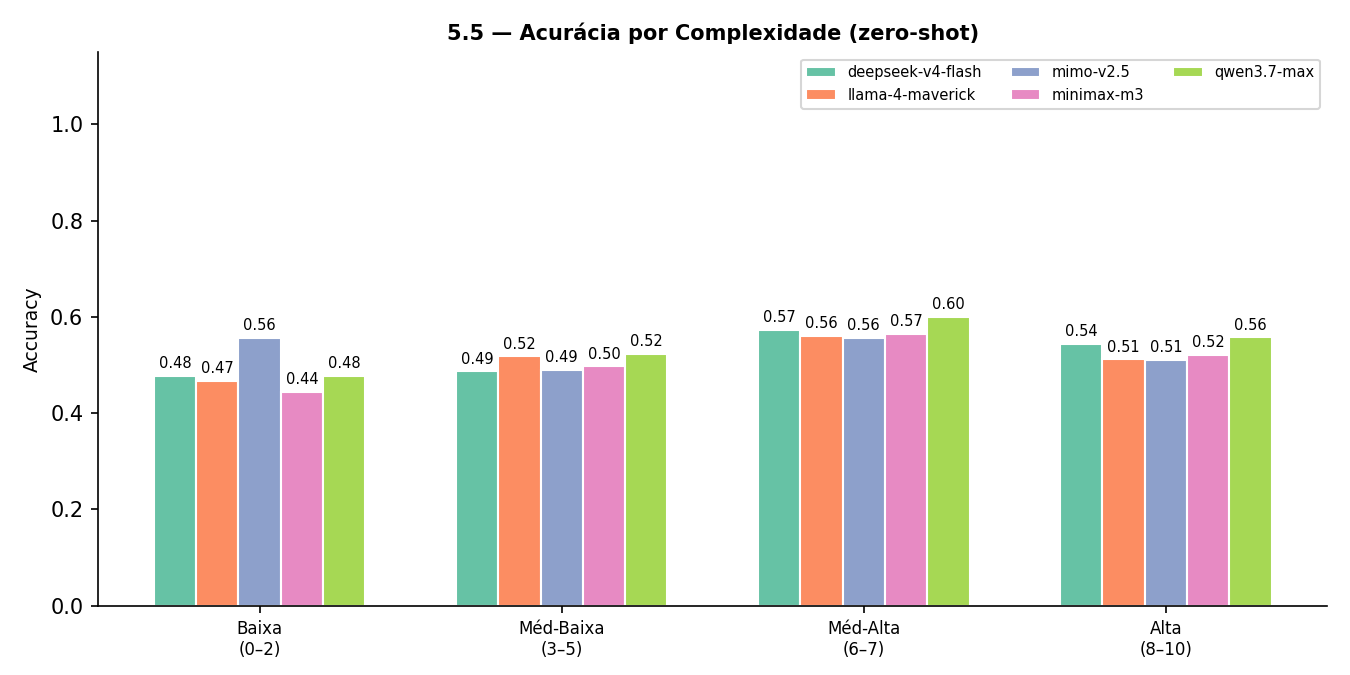 5.5 — Acurácia por Complexidade (zero-shot)
deepseek-v4-flash
llama-4-maverick
mimo-v2.5
minimax-m3
qwen3.7-max
Accuracy
1.0
0.8
0.6
0.4
0.2
0.0
0.48 0.47 0.56 0.44 0.48
0.49 0.52 0.49 0.50 0.52
0.57 0.56 0.56 0.57 0.60
0.54 0.51 0.51 0.52 0.56
Baixa
(0–2)
Méd-Baixa
(3–5)
Méd-Alta
(6–7)
Alta
(8–10)